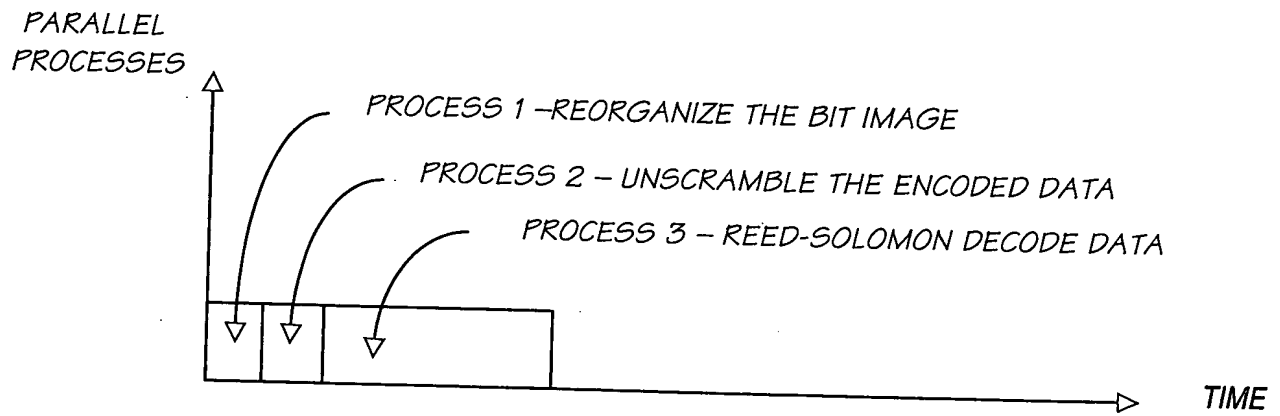 PARALLEL
PROCESSES
PROCESS 1 –REORGANIZE THE BIT IMAGE
PROCESS 2 – UNSCRAMBLE THE ENCODED DATA
PROCESS 3 – REED-SOLOMON DECODE DATA
TIME